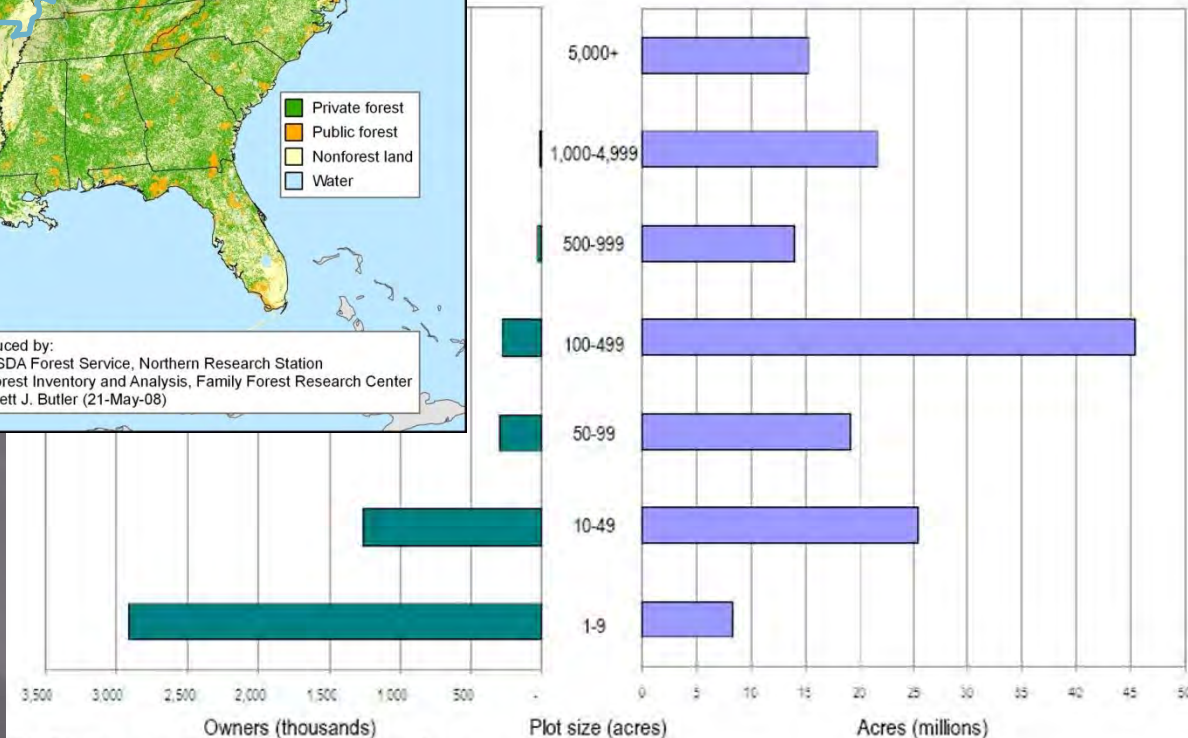 Private forest
Public forest
Nonforest land
Water
uced by:
SDA Forest Service, Northern Research Station
orest Inventory and Analysis, Family Forest Research Center
ett J. Butler (21-May-08)
5,000+
1,000-4,999
500-999
100-499
50-99
10-49
1-9
3,500 3,000 2,500 2,000 1,500 1,000 500 -
0 5 10 15 20 25 30 35 40 45 50
Owners (thousands) Plot size (acres) Acres (millions)